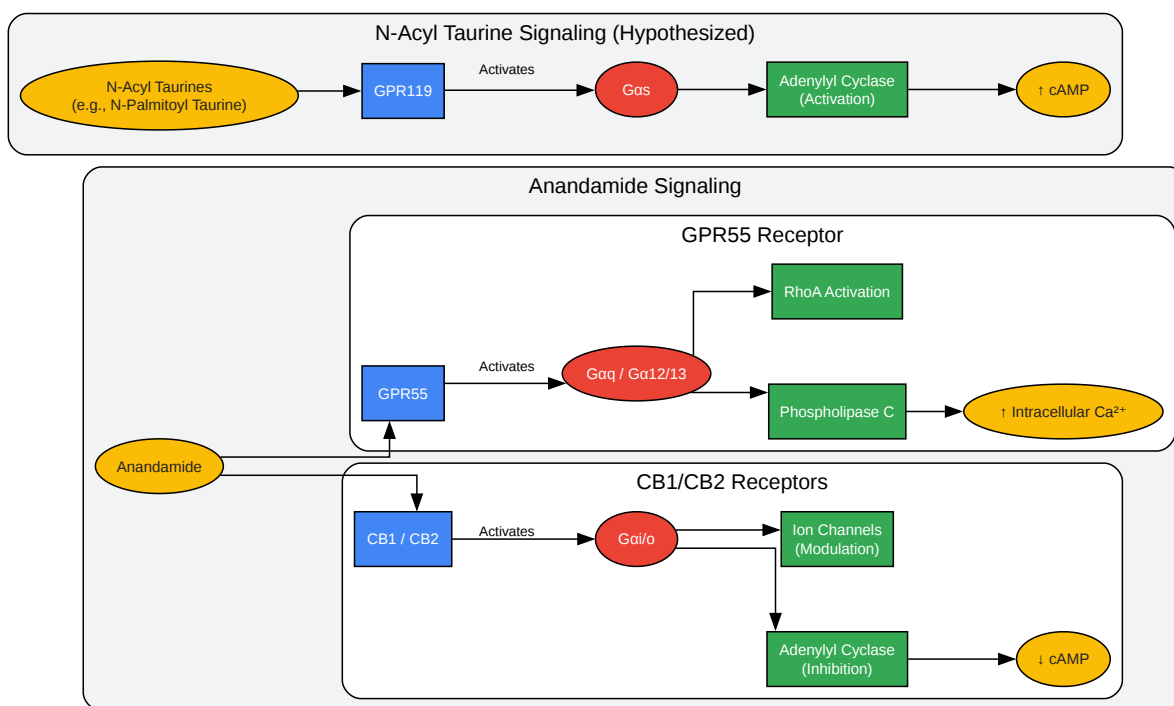 N-Acyl Taurine Signaling (Hypothesized)
N-Acyl Taurines
(e.g., N-Palmitoyl Taurine)
GPR119
Activates
Gαs
Adenylyl Cyclase
(Activation)
↑ cAMP
Anandamide Signaling
GPR55 Receptor
RhoA Activation
GPR55
Activates
Gαq / Gα12/13
Phospholipase C
↑ Intracellular Ca²⁺
Anandamide
CB1/CB2 Receptors
CB1 / CB2
Activates
Gαi/o
Ion Channels
(Modulation)
Adenylyl Cyclase
(Inhibition)
↓ cAMP